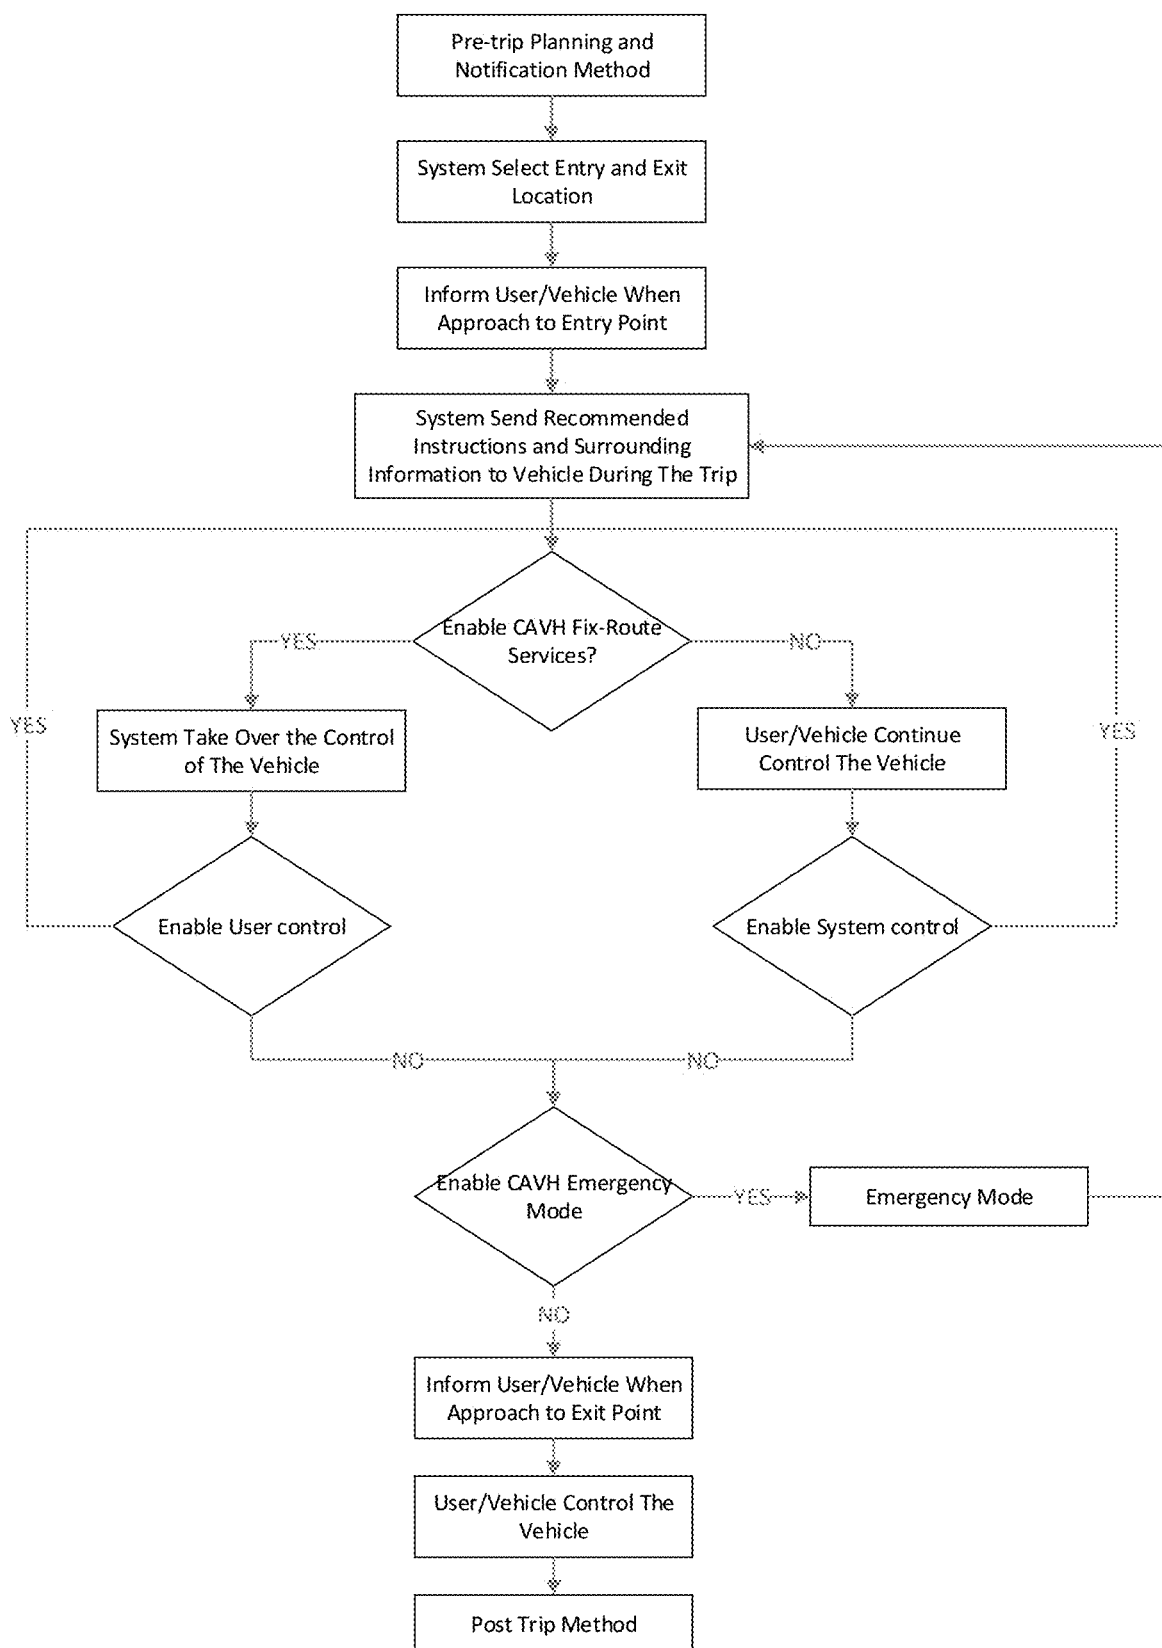 Pre-trip Planning and
Notification Method
System Select Entry and Exit
Location
Inform User/Vehicle When
Approach to Entry Point
System Send Recommended
Instructions and Surrounding
Information to Vehicle During The Trip
Enable CAVH Fix-Route
Services?
YES
NO
YES
System Take Over the Control
of The Vehicle
User/Vehicle Continue
Control The Vehicle
YES
Enable User control
Enable System control
NO
NO
Enable CAVH Emergency
Mode
YES
Emergency Mode
NO
Inform User/Vehicle When
Approach to Exit Point
User/Vehicle Control The
Vehicle
Post Trip Method